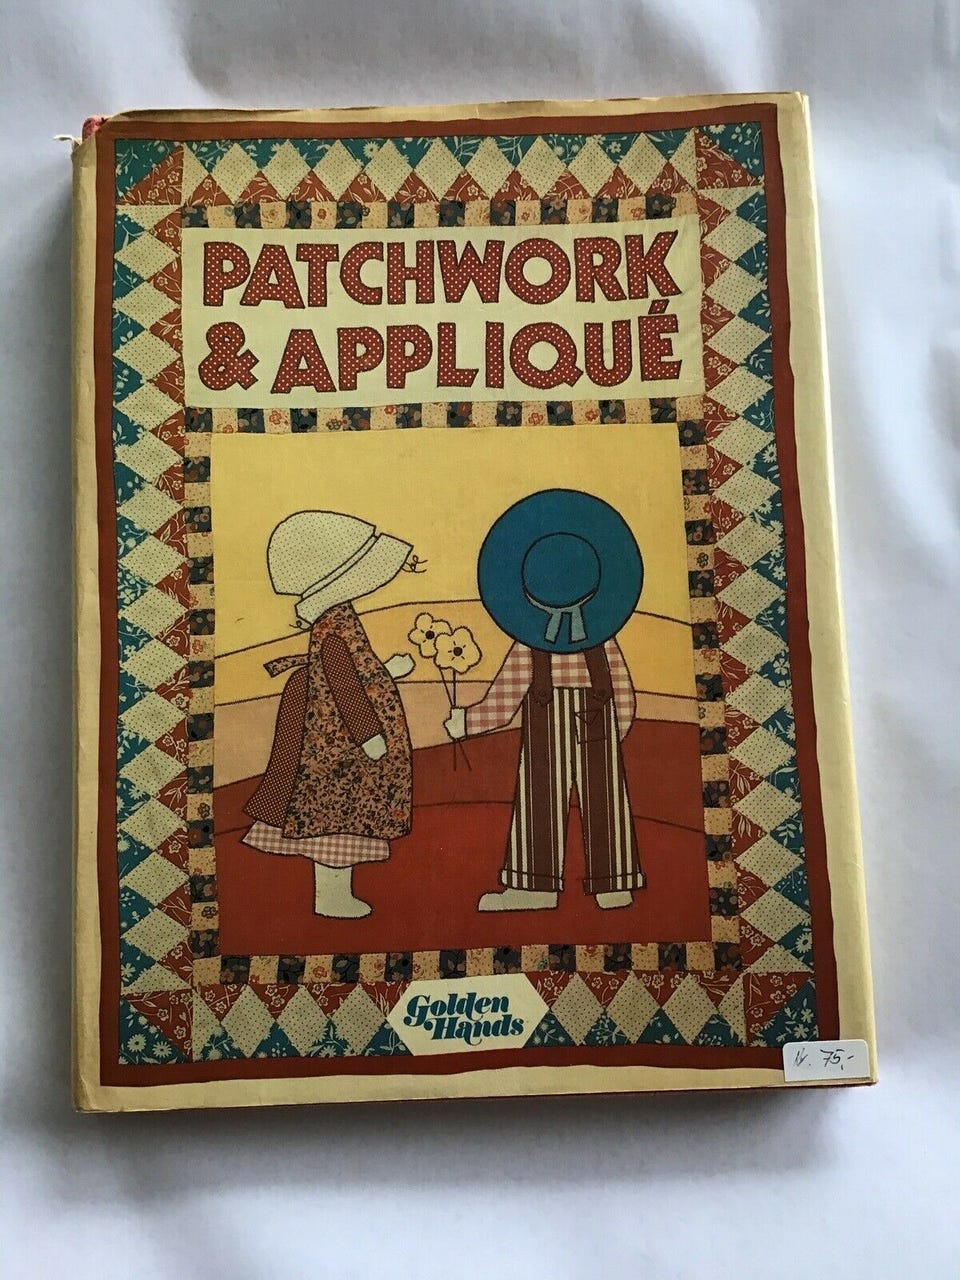 PATCHWORK
& APPLIQUÉ
Golden
Hands
kr. 75,-